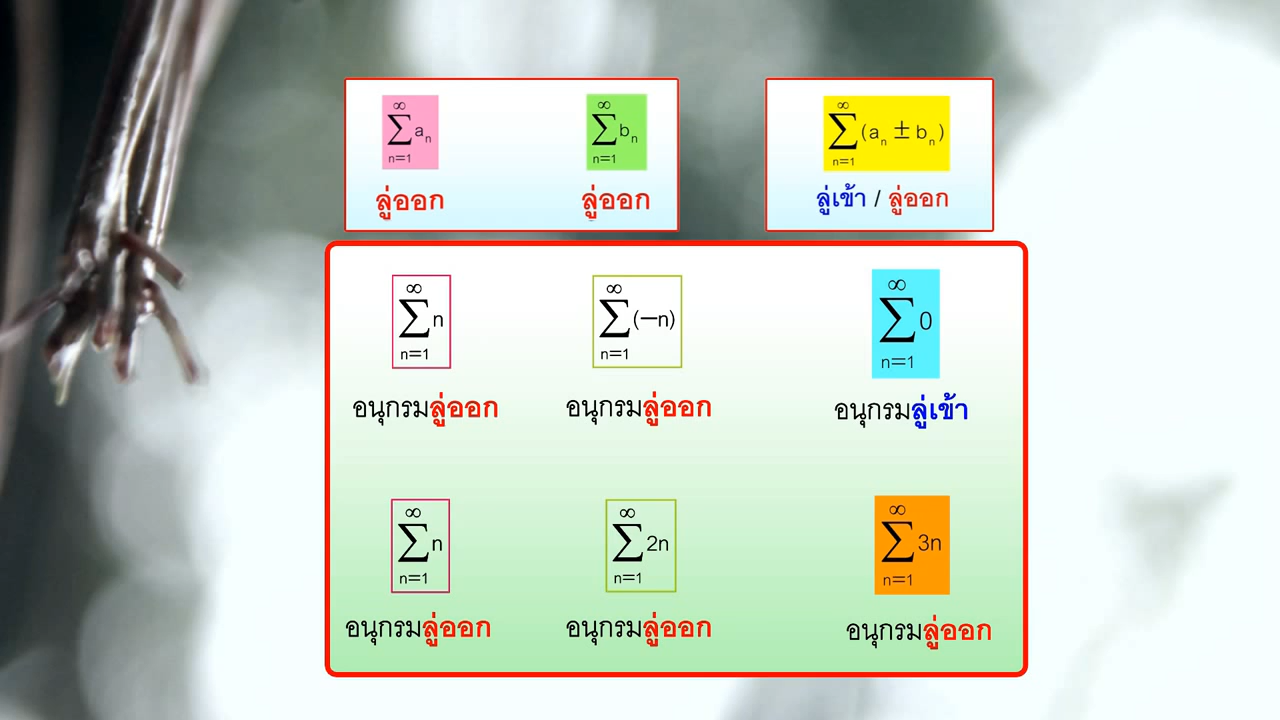 ∞ ∑ n=1 aₙ    ∞ ∑ n=1 bₙ    ∞ ∑ n=1 (aₙ ± bₙ)
ลู่ออก ลู่ออก ลู่เข้า / ลู่ออก
∞ ∑ n=1 n    ∞ ∑ n=1 (−n)    ∞ ∑ n=1 0
อนุกรมลู่ออก อนุกรมลู่ออก อนุกรมลู่เข้า
∞ ∑ n=1 n    ∞ ∑ n=1 2n    ∞ ∑ n=1 3n
อนุกรมลู่ออก อนุกรมลู่ออก อนุกรมลู่ออก